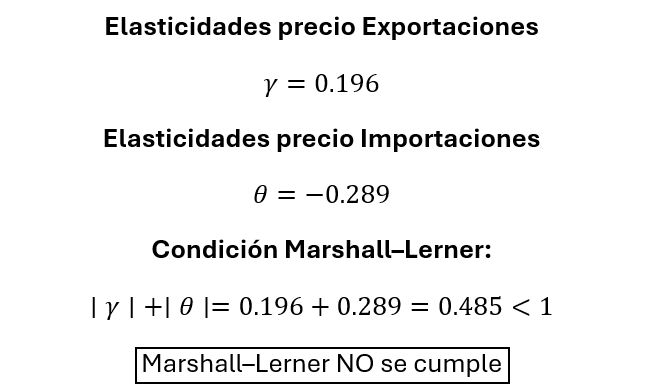 Elasticidades precio Exportaciones
γ = 0.196
Elasticidades precio Importaciones
θ = −0.289
Condición Marshall–Lerner:
| γ | +| θ |= 0.196 + 0.289 = 0.485 < 1
Marshall–Lerner NO se cumple